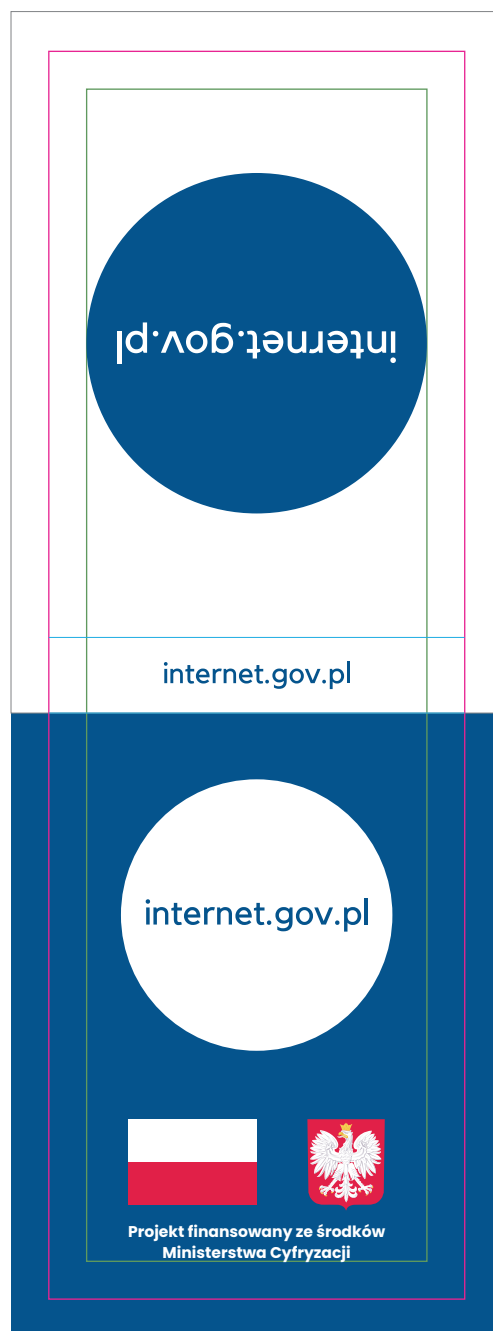 internet.gov.pl
internet.gov.pl
internet.gov.pl
Projekt finansowany ze środków
Ministerstwa Cyfryzacji